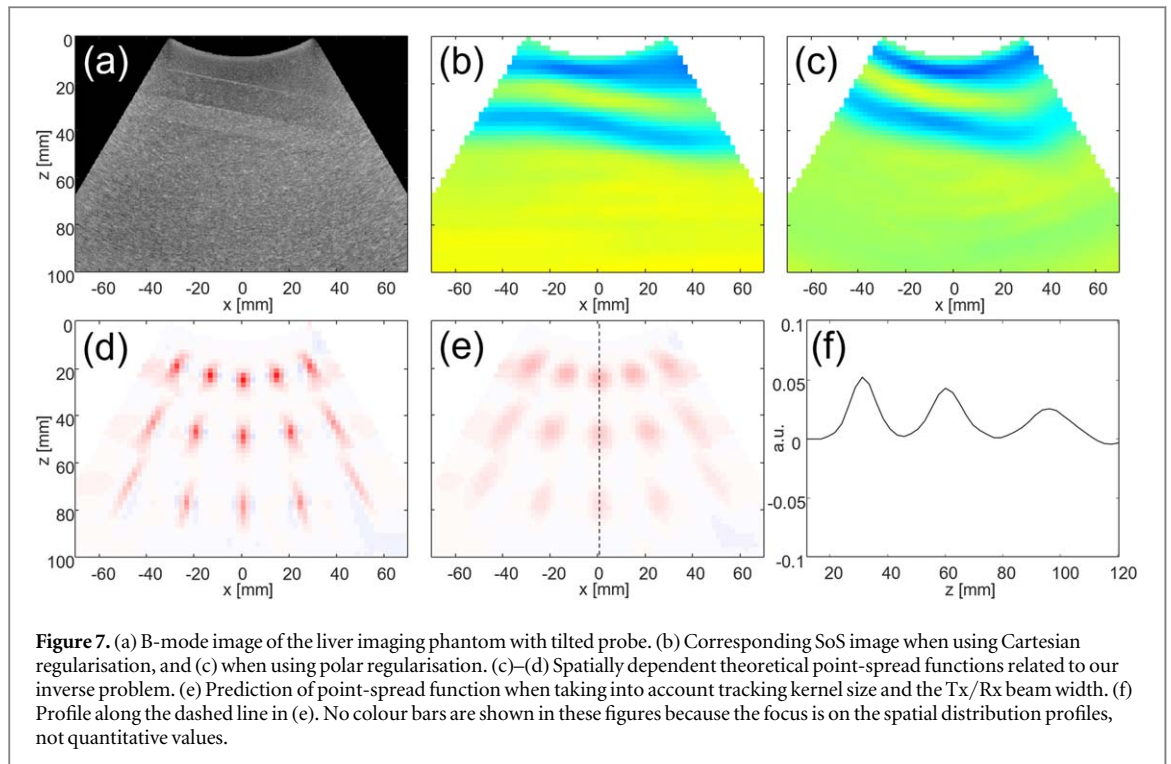 (a)
(b)
(c)
0
20
40
60
80
100
z [mm]
-60 -40 -20 0 20 40 60
x [mm]
-60 -40 -20 0 20 40 60
x [mm]
-60 -40 -20 0 20 40 60
x [mm]
(d)
(e)
(f)
0
20
40
60
80
100
z [mm]
-60 -40 -20 0 20 40 60
x [mm]
-60 -40 -20 0 20 40 60
x [mm]
0.1
0.05
0
-0.05
-0.1
a.u.
20 40 60 80 100 120
z [mm]
Figure 7. (a) B-mode image of the liver imaging phantom with tilted probe. (b) Corresponding SoS image when using Cartesian
regularisation, and (c) when using polar regularisation. (c)–(d) Spatially dependent theoretical point-spread functions related to our
inverse problem. (e) Prediction of point-spread function when taking into account tracking kernel size and the Tx/Rx beam width. (f)
Profile along the dashed line in (e). No colour bars are shown in these figures because the focus is on the spatial distribution profiles,
not quantitative values.